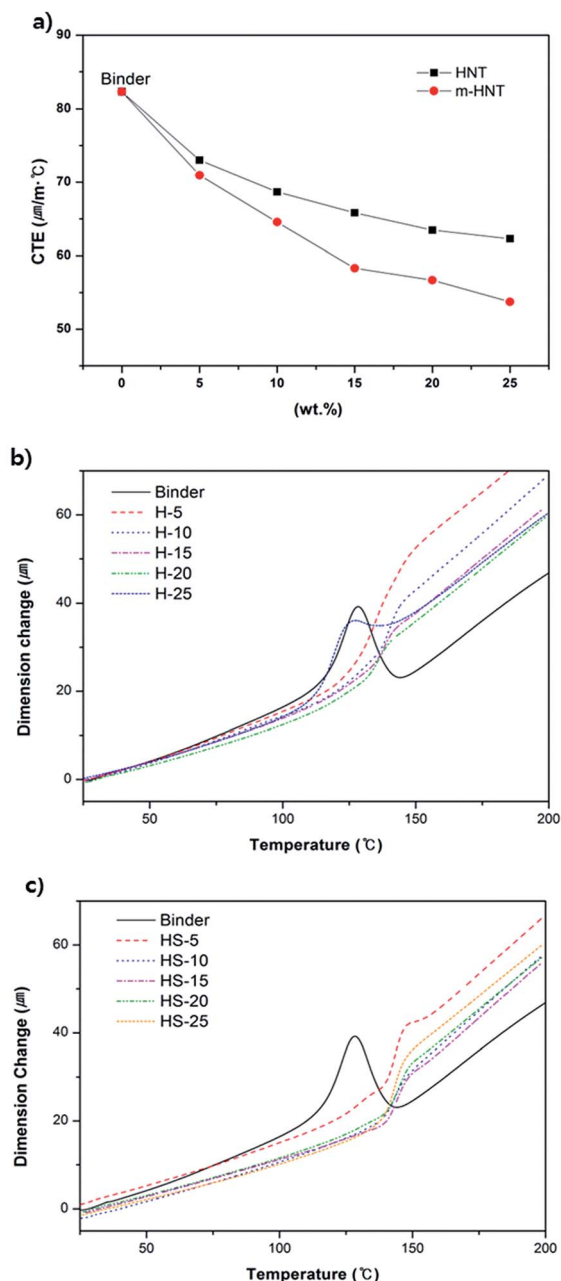 a)
90
80
70
60
50
CTE (㎛/m·℃)
Binder
HNT
m-HNT
0 5 10 15 20 25
(wt.%)
b)
60
40
20
0
Dimension change (㎛)
Binder
H-5
H-10
H-15
H-20
H-25
50 100 150 200
Temperature (℃)
c)
60
40
20
0
Dimension Change (㎛)
Binder
HS-5
HS-10
HS-15
HS-20
HS-25
50 100 150 200
Temperature (℃)